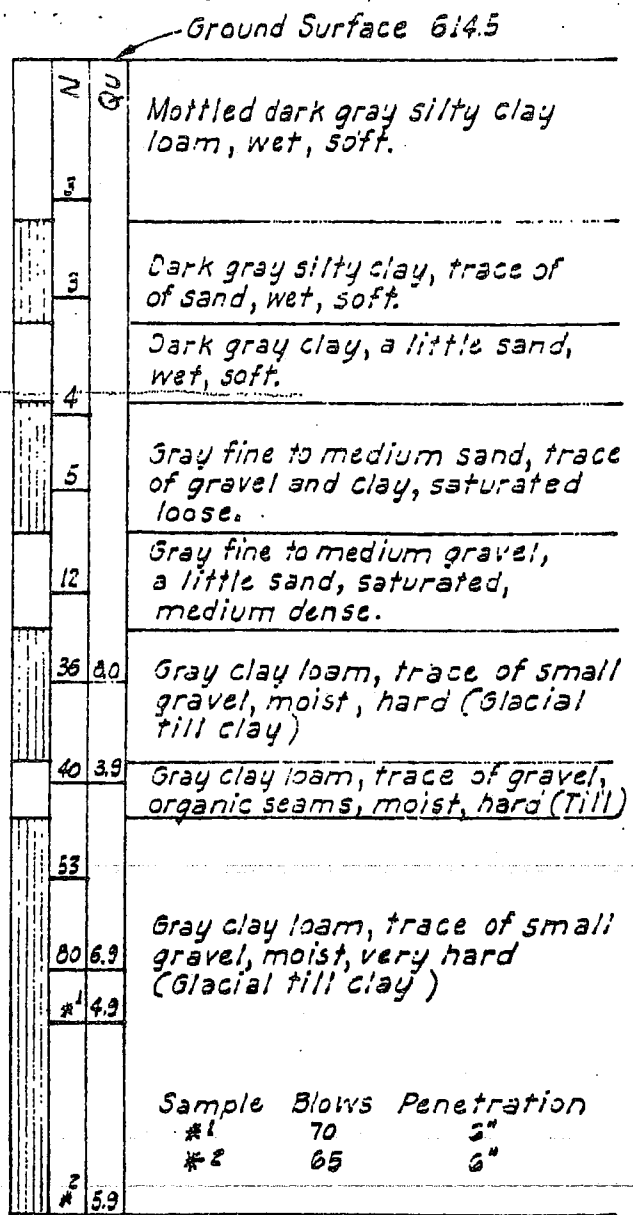 Ground Surface 614.5
N QU
Mottled dark gray silty clay
loam, wet, soft.
3
Dark gray silty clay, trace of
of sand, wet, soft.
Dark gray clay, a little sand,
wet, soft.
4
Gray fine to medium sand, trace
5
of gravel and clay, saturated
loose.
Gray fine to medium gravel,
12
a little sand, saturated,
medium dense.
36 8.0
Gray clay loam, trace of small
gravel, moist, hard (Glacial
till clay)
40 3.9
Gray clay loam, trace of gravel,
organic seams, moist, hard (Till)
53
Gray clay loam, trace of small
80 6.9
gravel, moist, very hard
(Glacial till clay)
#1 4.9
Sample Blows Penetration
#1 70
#2 65 6"
#2 5.9